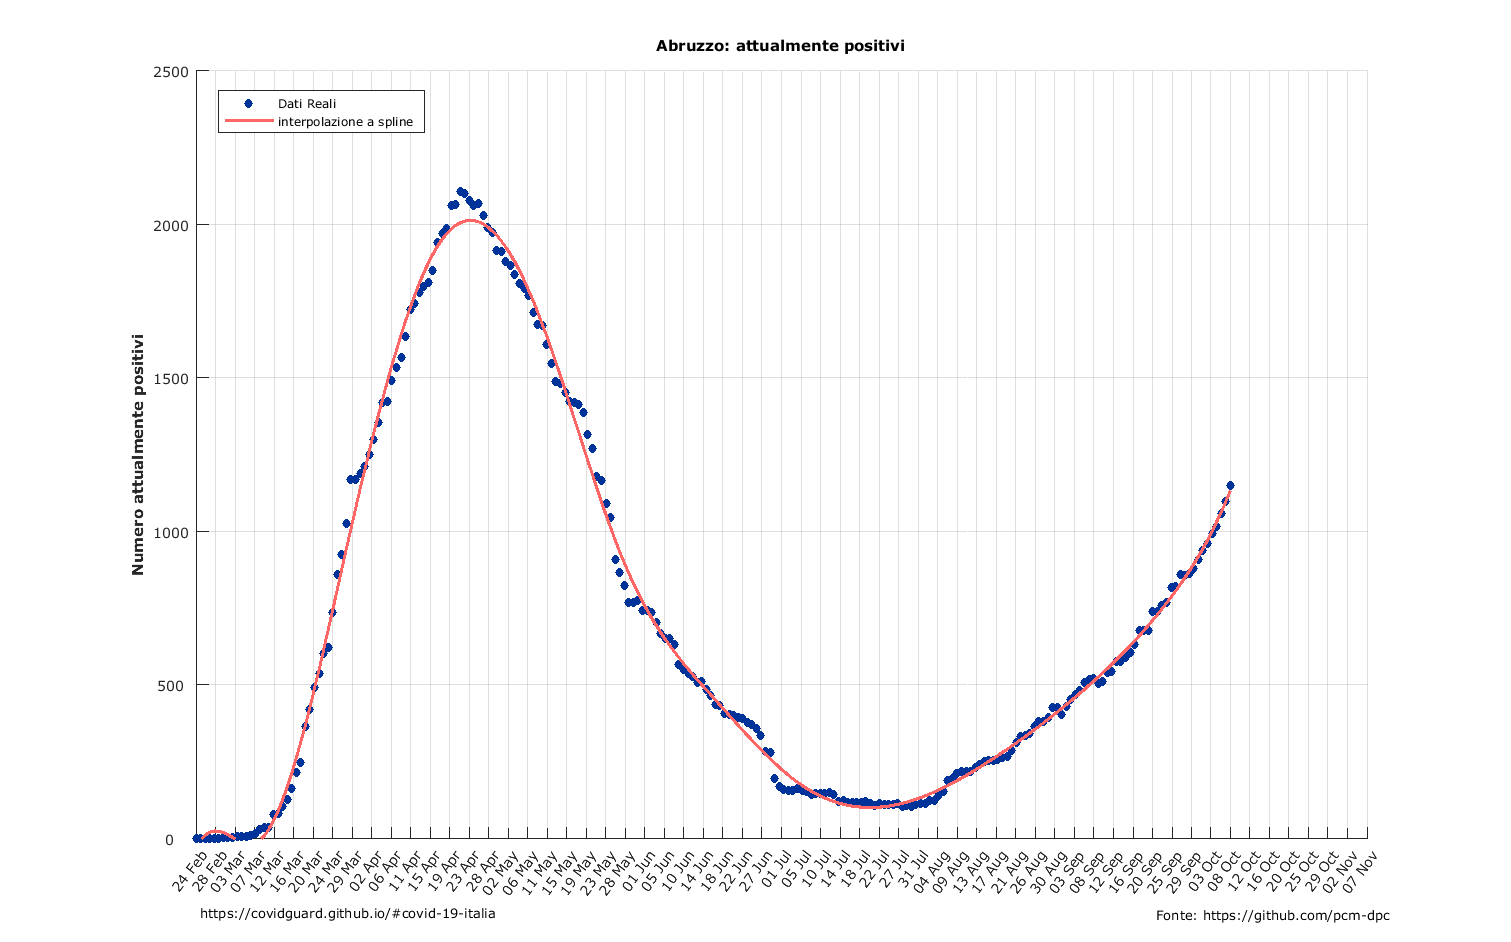 Abruzzo: attualmente positivi
2500
2000
1500
1000
500
0
Numero attualmente positivi
Dati Reali
interpolazione a spline
24 Feb
28 Feb
03 Mar
07 Mar
12 Mar
16 Mar
20 Mar
24 Mar
29 Mar
02 Apr
06 Apr
11 Apr
15 Apr
19 Apr
23 Apr
28 Apr
02 May
06 May
11 May
15 May
19 May
23 May
28 May
01 Jun
05 Jun
10 Jun
14 Jun
18 Jun
22 Jun
27 Jun
01 Jul
05 Jul
10 Jul
14 Jul
18 Jul
22 Jul
27 Jul
31 Jul
04 Aug
09 Aug
13 Aug
17 Aug
21 Aug
26 Aug
30 Aug
03 Sep
08 Sep
12 Sep
16 Sep
20 Sep
25 Sep
29 Sep
03 Oct
08 Oct
12 Oct
16 Oct
20 Oct
25 Oct
29 Oct
02 Nov
07 Nov
https://covidguard.github.io/#covid-19-italia
Fonte: https://github.com/pcm-dpc